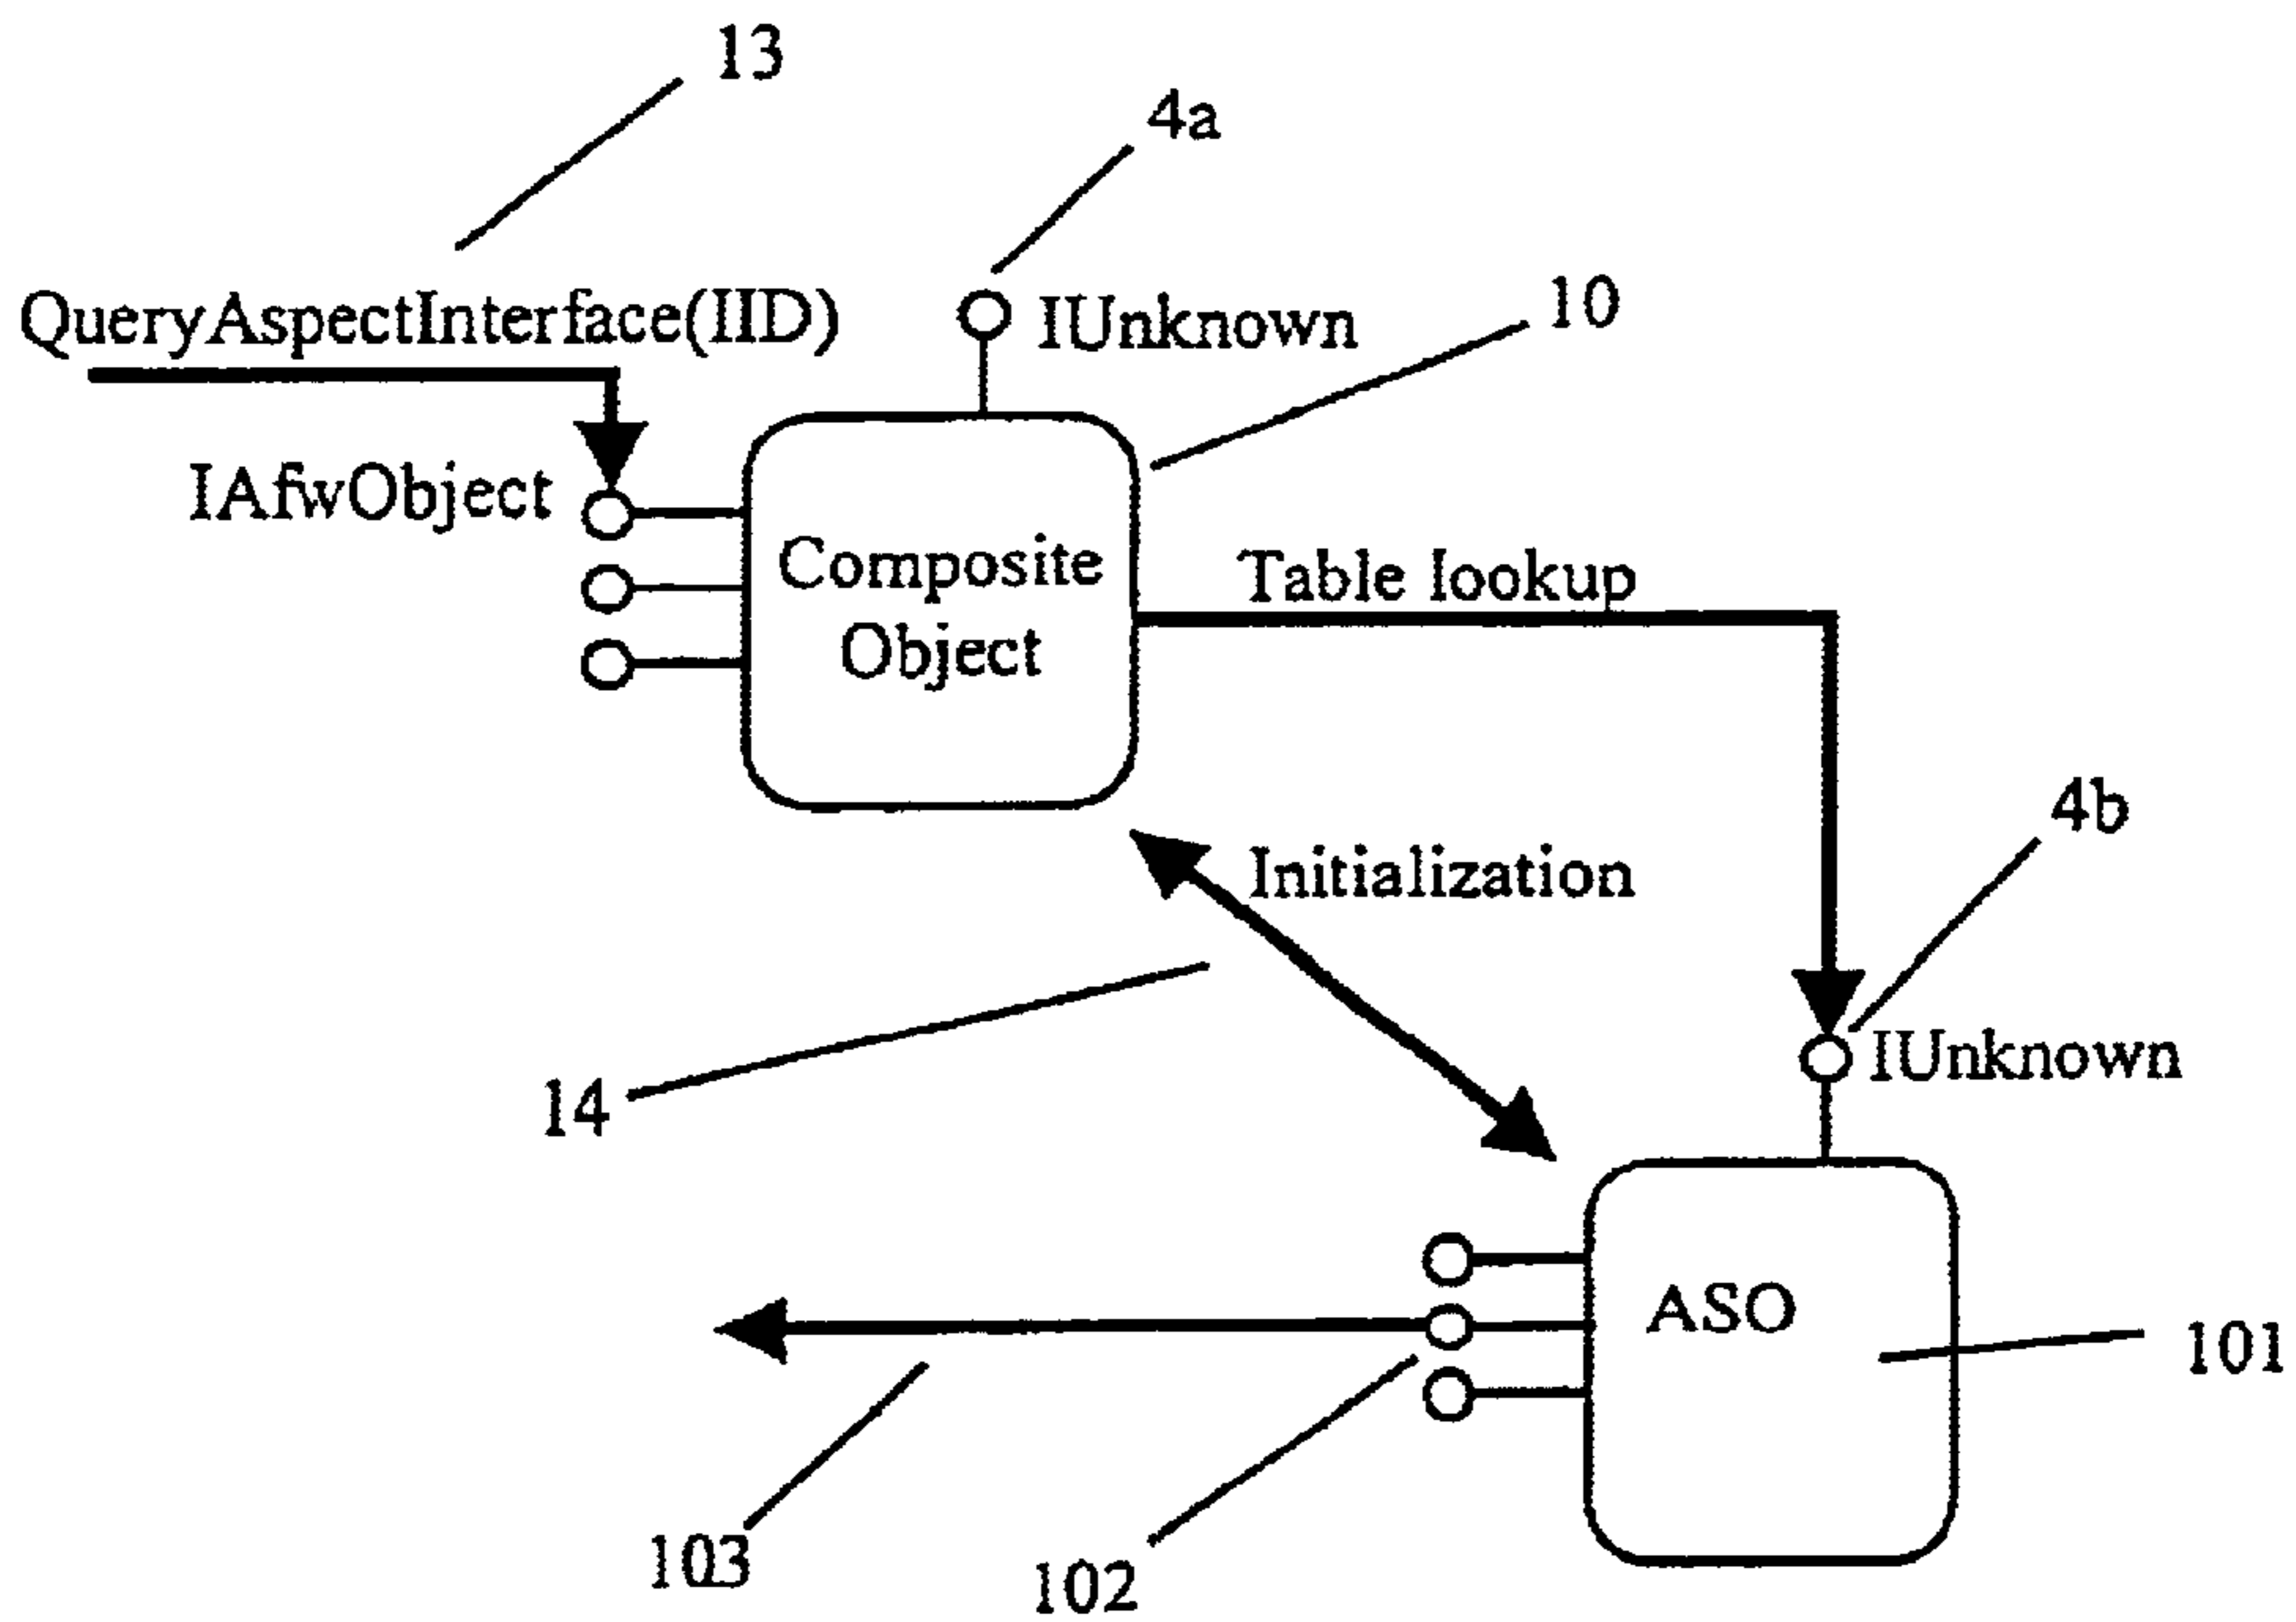 13
4a
QueryAspectInterface(IID)
IUnknown
10
IAfwObject
Composite
Object
Table lookup
Initialization
4b
14
IUnknown
ASO
101
103
102